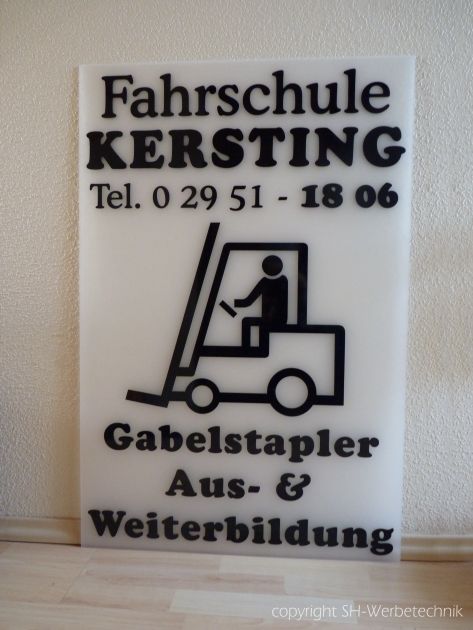 Fahrschule
KERSTING
Tel. 0 29 51 - 18 06
Gabelstapler
Aus- &
Weiterbildung
copyright SH-Werbetechnik